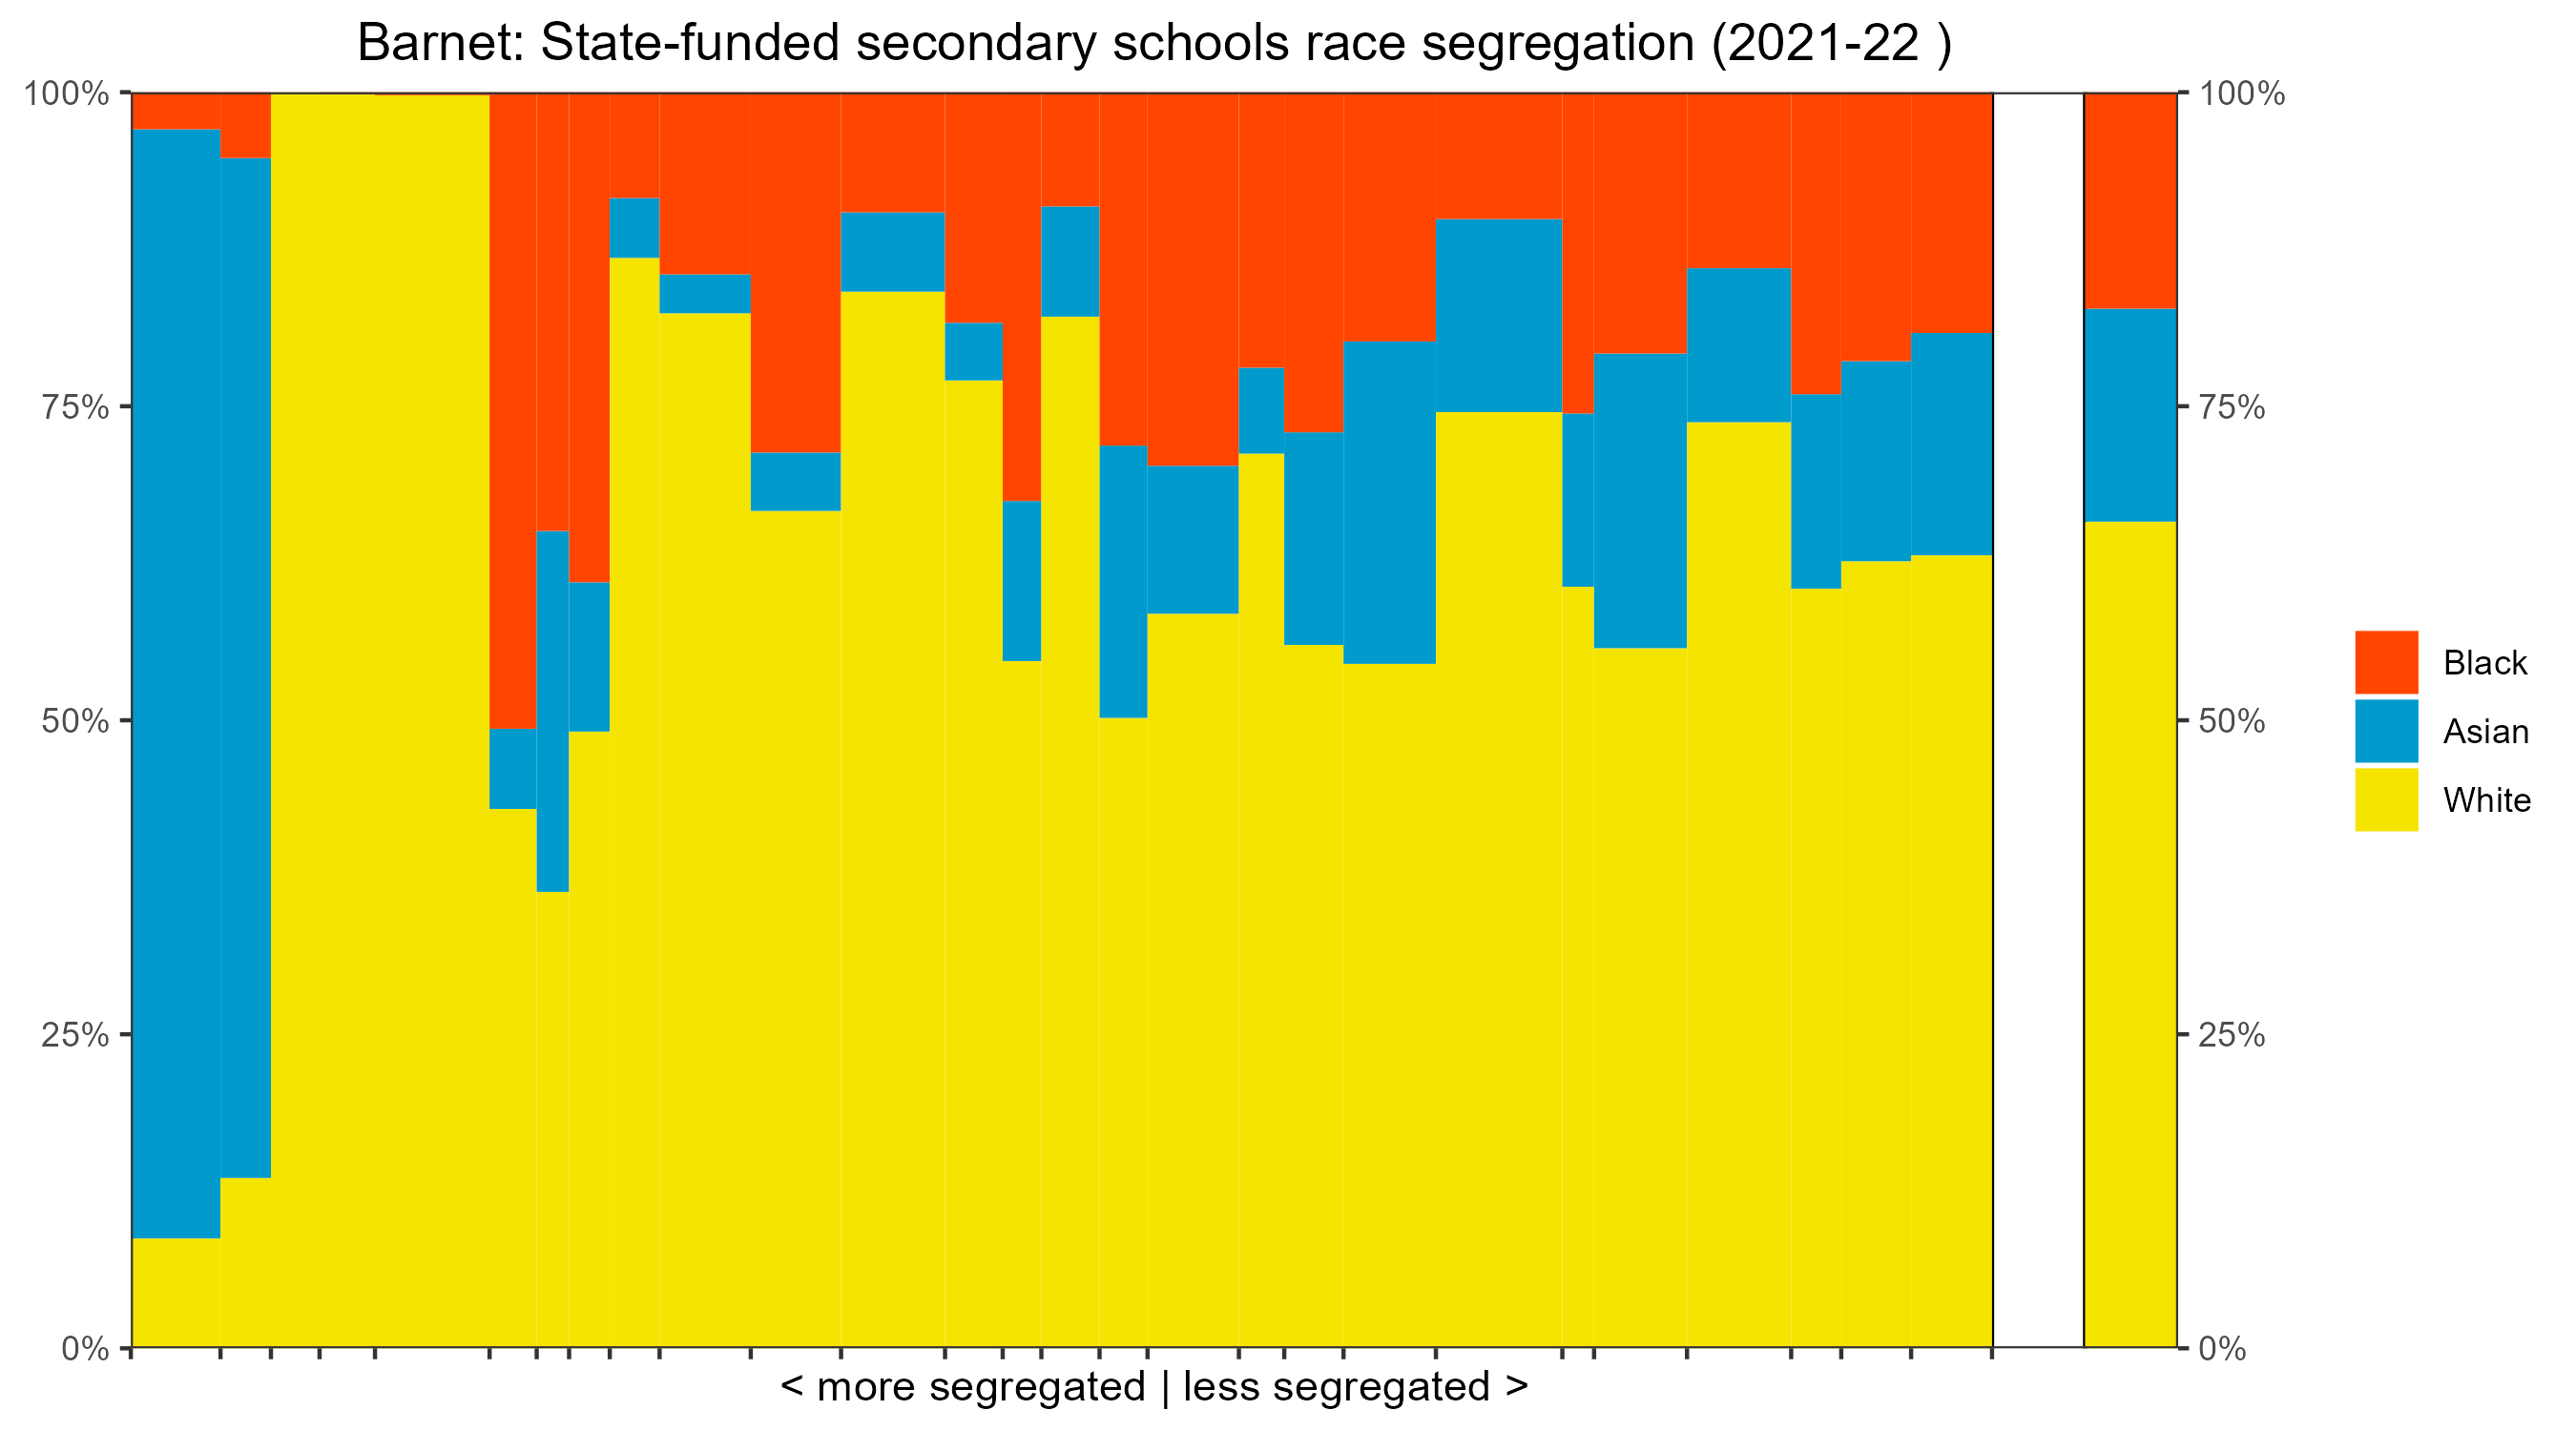 Barnet: State-funded secondary schools race segregation (2021-22 )
100%
75%
50%
25%
0%
100%
75%
50%
25%
0%
Black
Asian
White
< more segregated | less segregated >